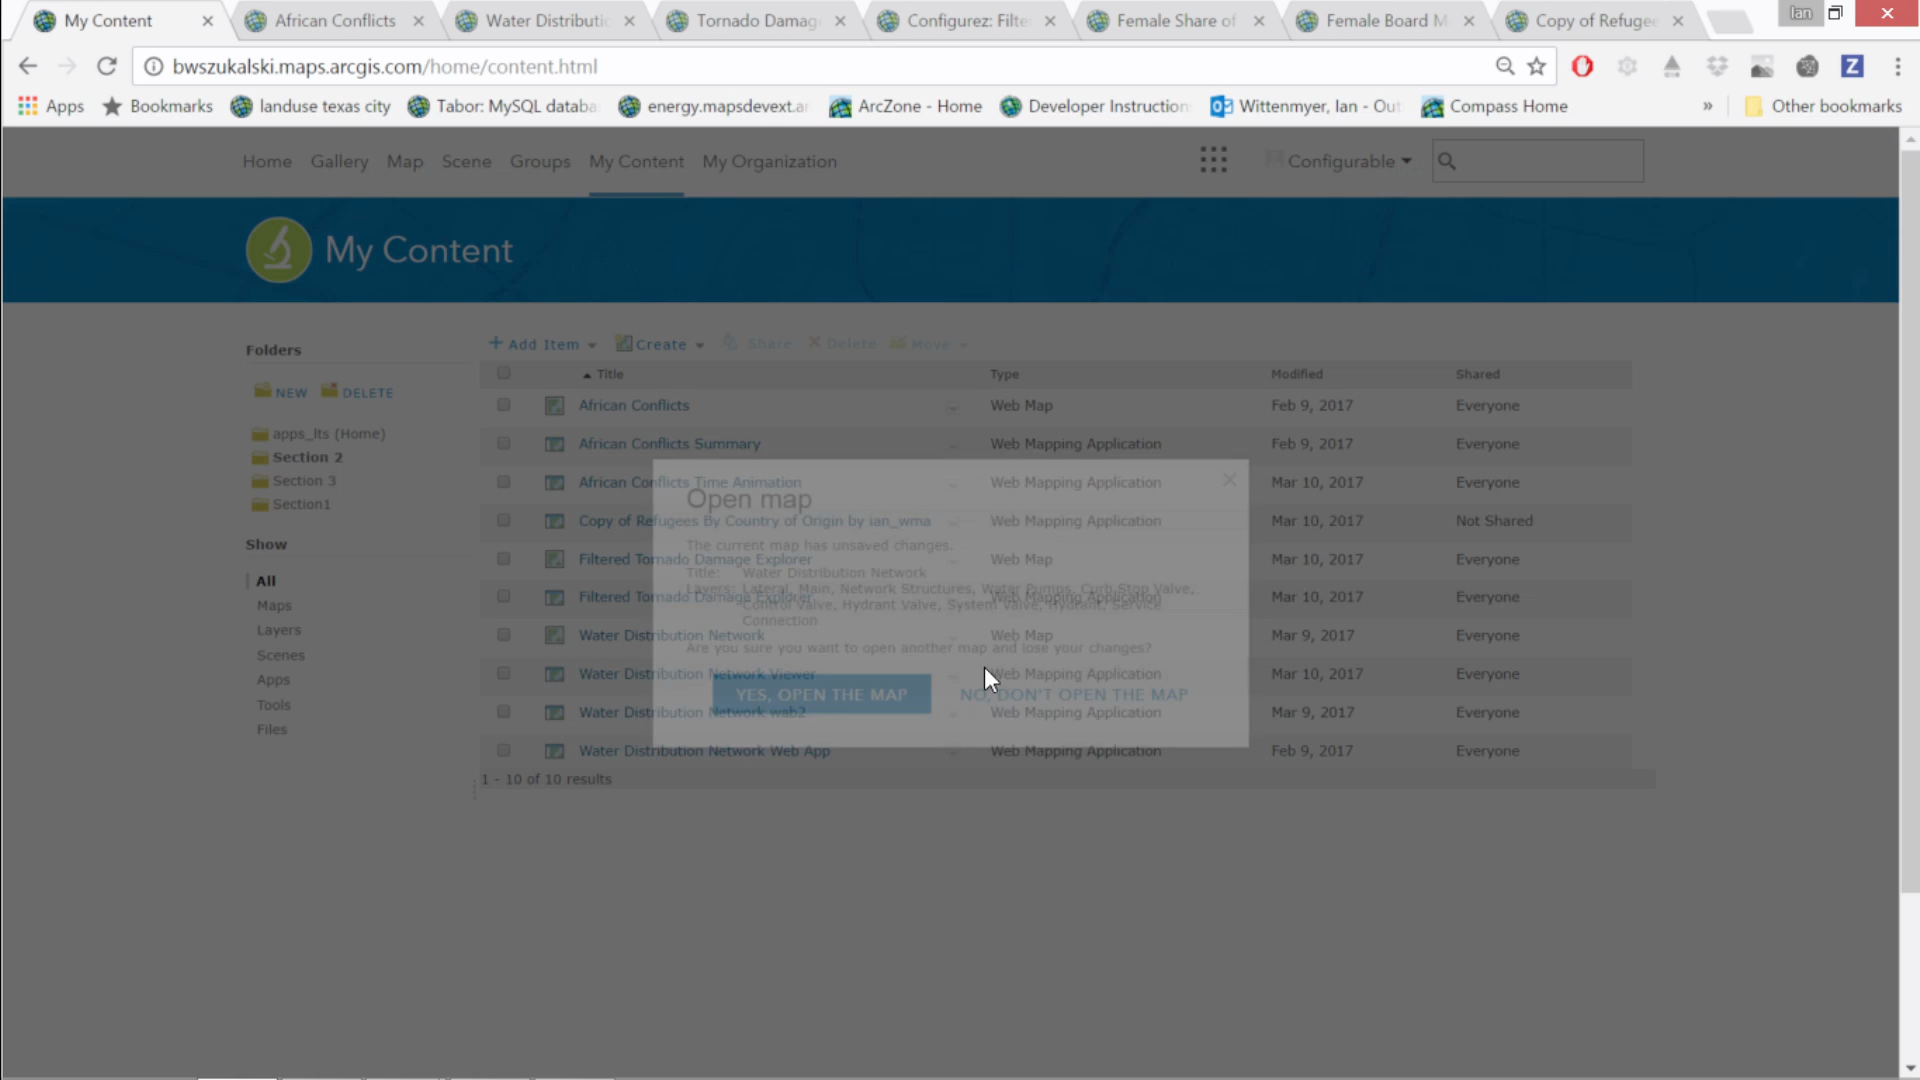 My Content
African Conflicts
Water Distributi
Tornado Damag
Configurez: Filte
Female Share of
Female Board M
Copy of Refugee
Ian
bwszukalski.maps.arcgis.com/home/content.html
Z
Apps
Bookmarks
landuse texas city
Tabor: MySQL databa
energy.mapsdevext.ar
ArcZone - Home
Developer Instruction
Wittenmyer, Ian - Out
Compass Home
»
Other bookmarks
Home Gallery Map Scene Groups My Content My Organization
Configurable
My Content
Folders
NEW DELETE
apps_lts (Home)
Section 2
Section 3
Section1
Show
All
Maps
Layers
Scenes
Apps
Tools
Files
+ Add Item Create Share Delete Move
Title Type Modified Shared
African Conflicts Web Map Feb 9, 2017 Everyone
African Conflicts Summary Web Mapping Application Feb 9, 2017 Everyone
African Conflicts Time Animation Web Mapping Application Mar 10, 2017 Everyone
Copy of Refugees By Country of Origin by ian_wma Web Mapping Application Mar 10, 2017 Not Shared
Filtered Tornado Damage Explorer Web Map Mar 10, 2017 Everyone
Filtered Tornado Damage Explorer Web Mapping Application Mar 10, 2017 Everyone
Water Distribution Network Web Map Mar 9, 2017 Everyone
Water Distribution Network Viewer Web Mapping Application Mar 10, 2017 Everyone
Water Distribution Network wab2 Web Mapping Application Mar 9, 2017 Everyone
Water Distribution Network Web App Web Mapping Application Feb 9, 2017 Everyone
1 - 10 of 10 results
Open map
The current map has unsaved changes.
Title: Water Distribution Network
Layers: Lateral, Main, Network Structures, Water Pumps, Curb Stop Valve,
Control Valve, Hydrant Valve, System Valve, Hydrant, Service
Connection
Are you sure you want to open another map and lose your changes?
YES, OPEN THE MAP
NO, DON'T OPEN THE MAP